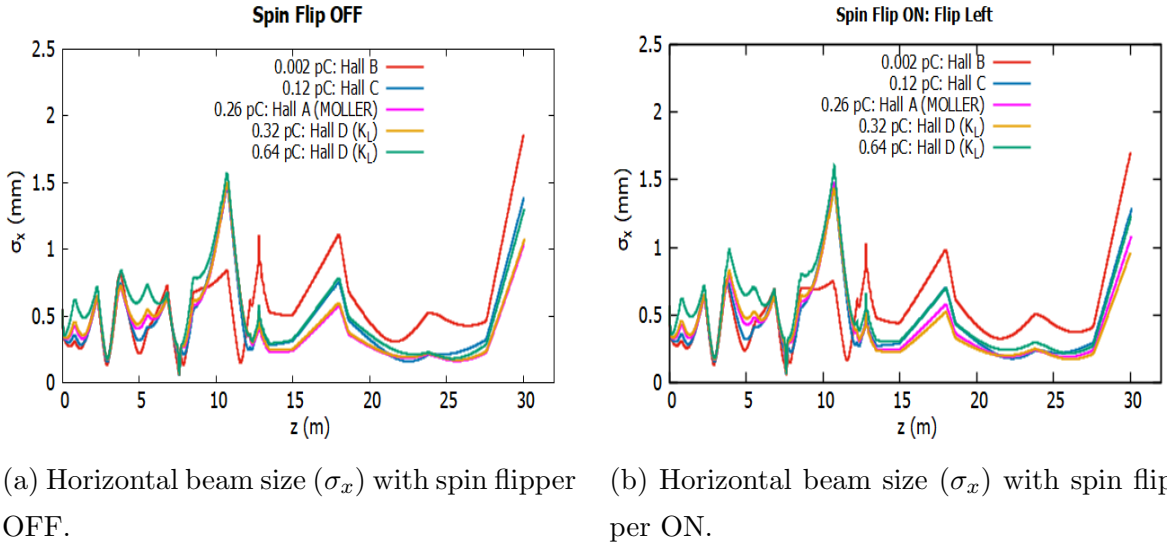 Spin Flip OFF
2.5
2
1.5
1
0.5
0
σx (mm)
0.002 pC: Hall B
0.12 pC: Hall C
0.26 pC: Hall A (MOLLER)
0.32 pC: Hall D (KL)
0.64 pC: Hall D (KL)
0 5 10 15 20 25 30
z (m)
(a) Horizontal beam size (σx) with spin flipper
OFF.
Spin Flip ON: Flip Left
2.5
2
1.5
1
0.5
0
σx (mm)
0.002 pC: Hall B
0.12 pC: Hall C
0.26 pC: Hall A (MOLLER)
0.32 pC: Hall D (KL)
0.64 pC: Hall D (KL)
0 5 10 15 20 25 30
z (m)
(b) Horizontal beam size (σx) with spin flip
per ON.